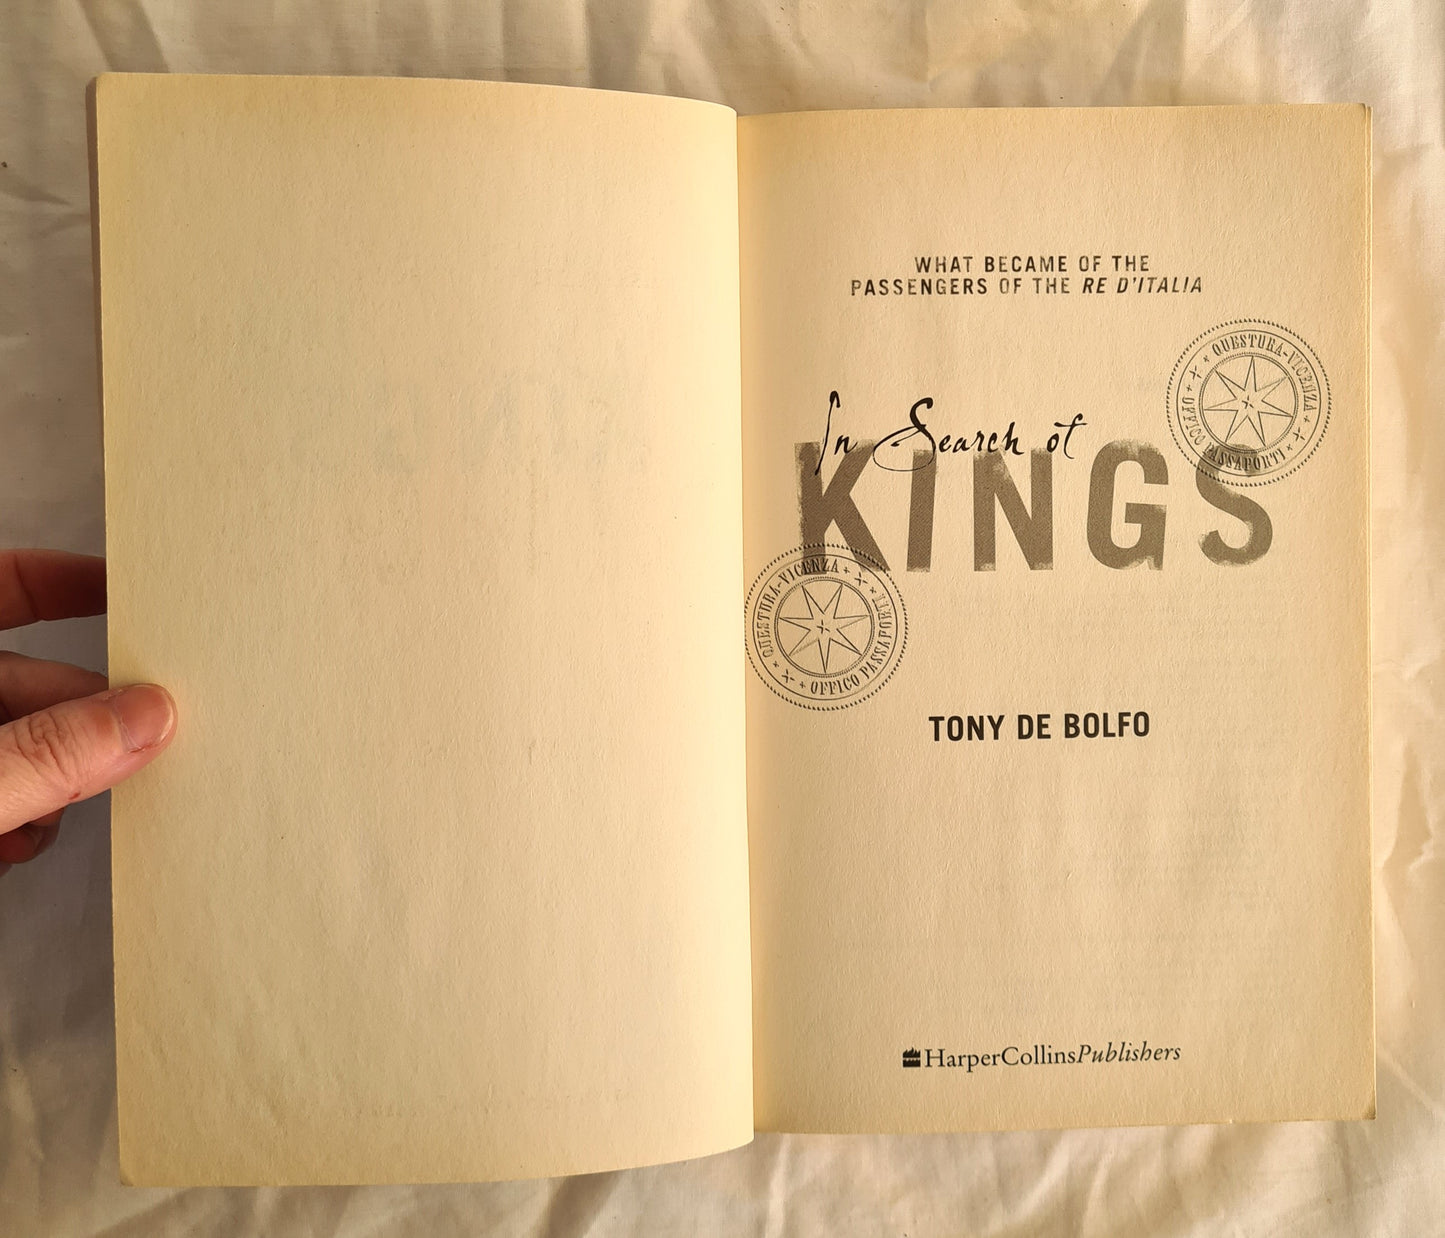 WHAT BECAME OF THE
PASSENGERS OF THE RE D'ITALIA
QUESTURA-VICENZA
OFFICO PASSAPORTI
In Search of
KINGS
QUESTURA-VICENZA
OFFICO PASSAPORTI
TONY DE BOLFO
HarperCollinsPublishers